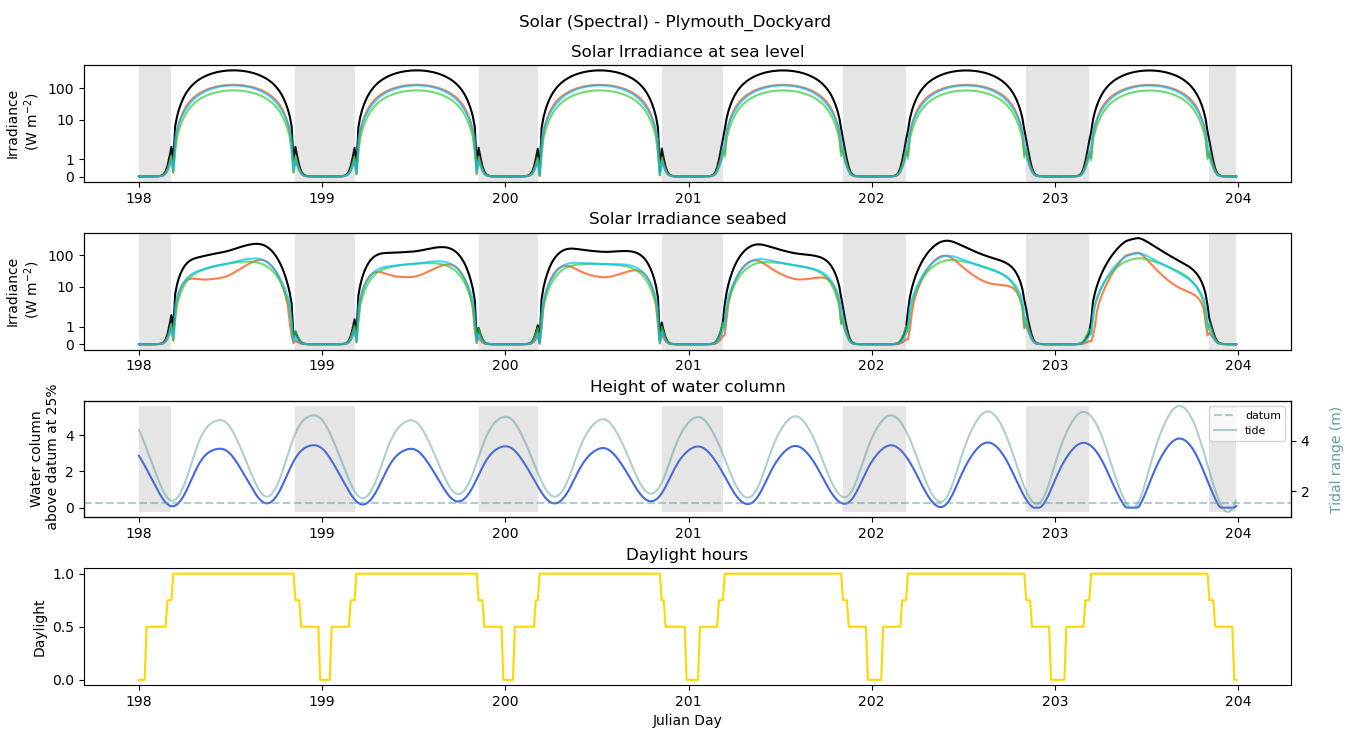 Solar (Spectral) - Plymouth_Dockyard
Solar Irradiance at sea level
Irradiance
(W m⁻²)
100
10
1
0
198 199 200 201 202 203 204
Solar Irradiance seabed
Irradiance
(W m⁻²)
100
10
1
0
198 199 200 201 202 203 204
Height of water column
Water column
above datum at 25%
4
2
0
datum
tide
4
2
Tidal range (m)
198 199 200 201 202 203 204
Daylight hours
Daylight
1.0
0.5
0.0
198 199 200 201 202 203 204
Julian Day